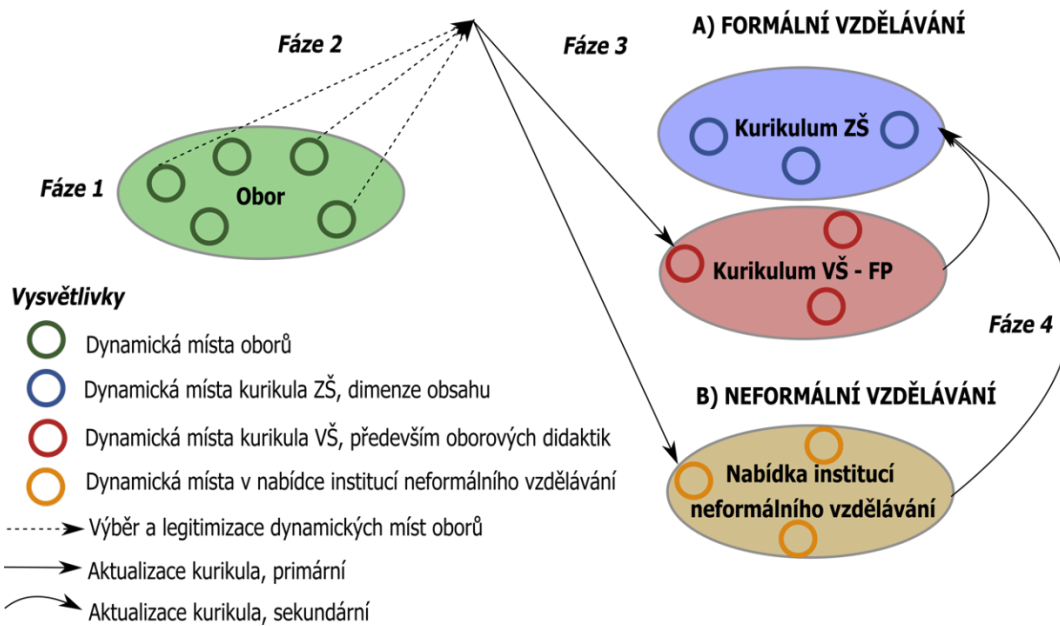 Fáze 2
Fáze 3
A) FORMÁLNÍ VZDĚLÁVÁNÍ
Kurikulum ZŠ
Fáze 1
Obor
Kurikulum VŠ - FP
Fáze 4
Vysvětlivky
Dynamická místa oborů
Dynamická místa kurikula ZŠ, dimenze obsahu
Dynamická místa kurikula VŠ, především oborových didaktik
Dynamická místa v nabídce institucí neformálního vzdělávání
Výběr a legitimizace dynamických míst oborů
Aktualizace kurikula, primární
Aktualizace kurikula, sekundární
B) NEFORMÁLNÍ VZDĚLÁVÁNÍ
Nabídka institucí
neformálního vzdělávání